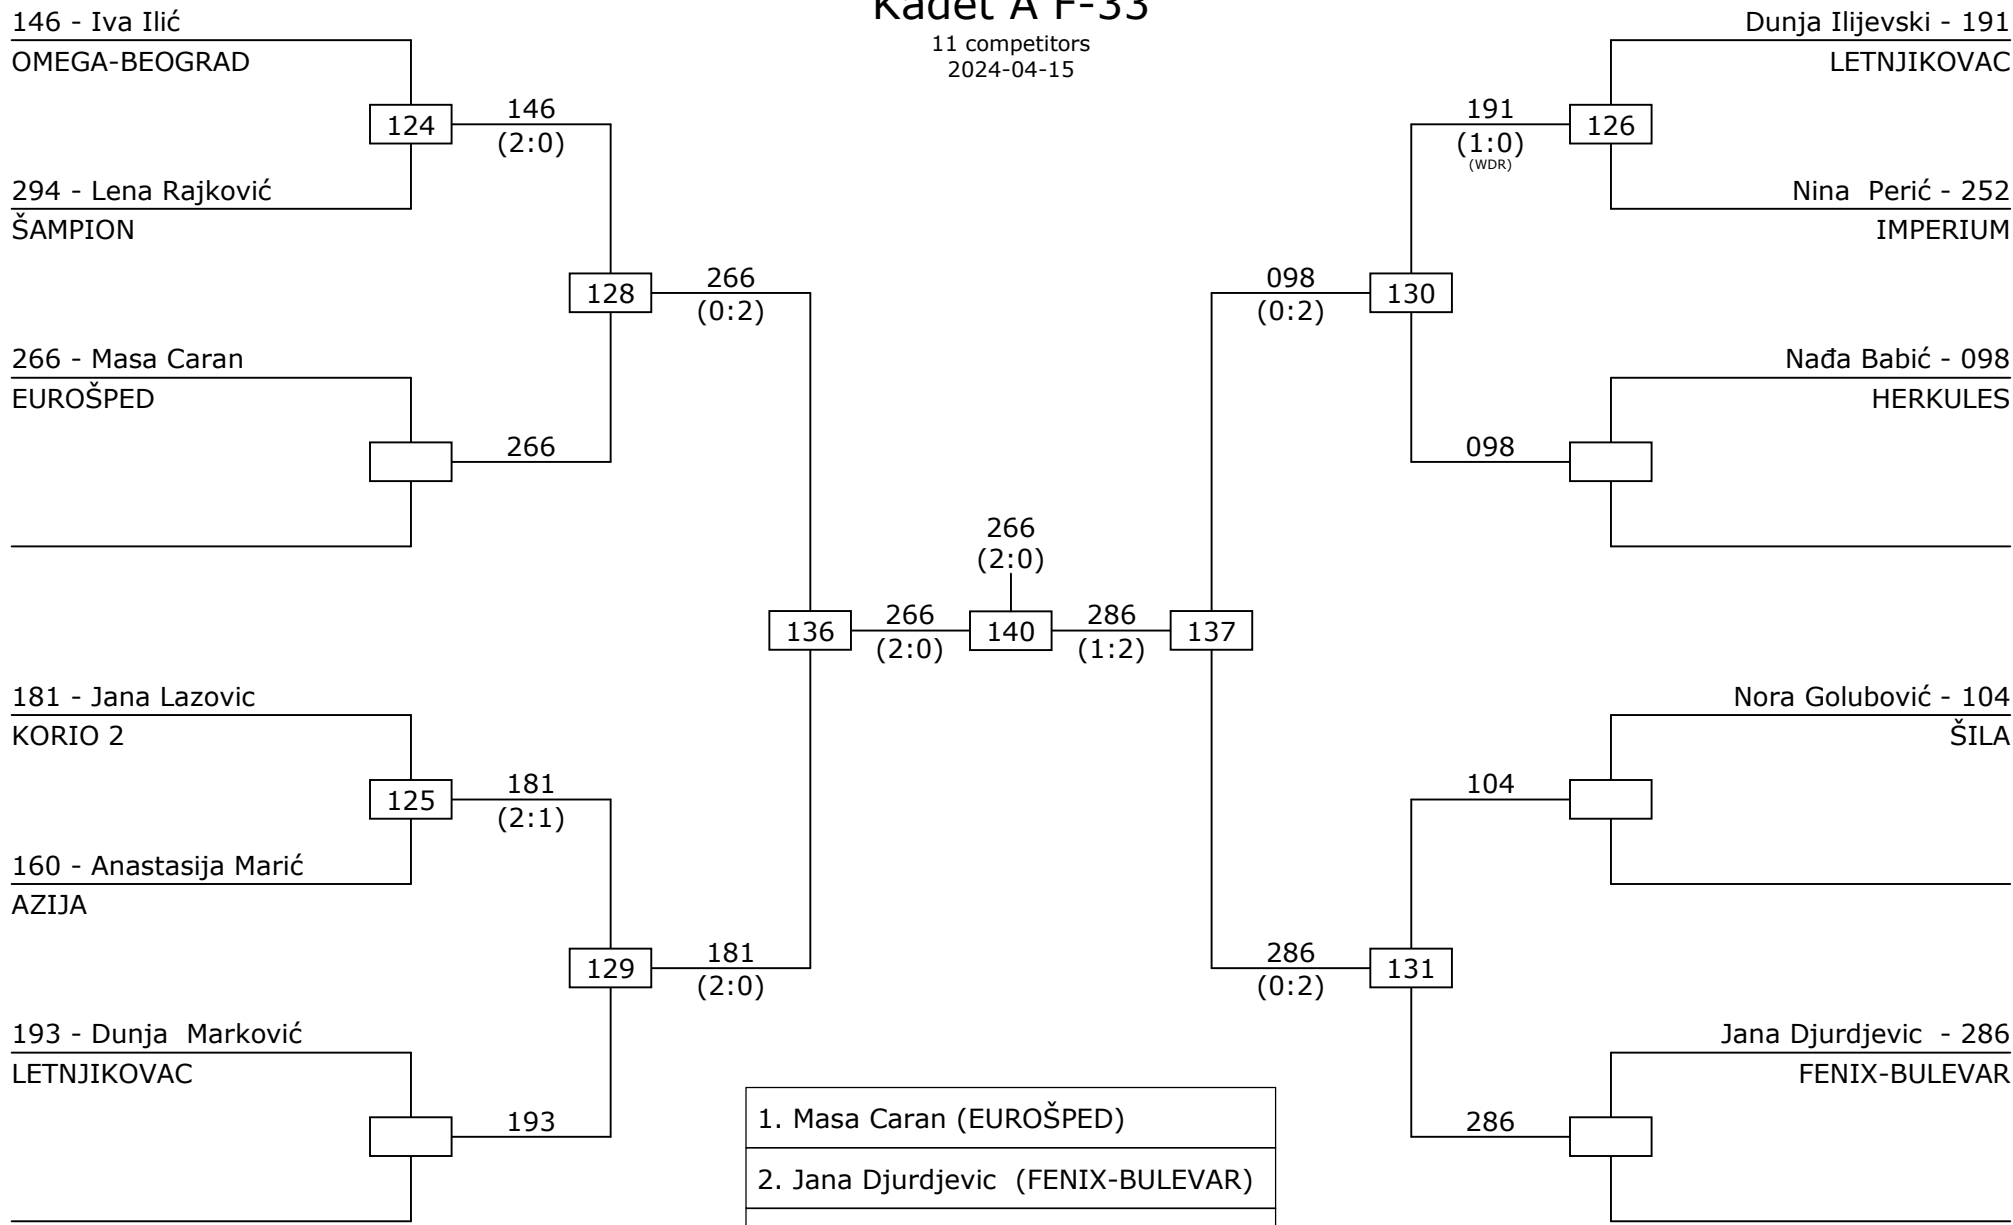 Kadet A F-33
11 competitors
2024-04-15
146 - Iva Ilić
OMEGA-BEOGRAD
124
146
(2:0)
294 - Lena Rajković
ŠAMPION
128
266
(0:2)
266 - Masa Caran
EUROŠPED
266
181 - Jana Lazovic
KORIO 2
125
181
(2:1)
160 - Anastasija Marić
AZIJA
129
181
(2:0)
193 - Dunja  Marković
LETNJIKOVAC
193
136
266
(2:0)
266
(2:0)
140
286
(1:2)
137
Dunja Ilijevski - 191
LETNJIKOVAC
191
(1:0)
(WDR)
126
Nina  Perić - 252
IMPERIUM
098
(0:2)
130
Nađa Babić - 098
HERKULES
098
Nora Golubović - 104
ŠILA
104
286
(0:2)
131
Jana Djurdjevic  - 286
FENIX-BULEVAR
286
1. Masa Caran (EUROŠPED)
2. Jana Djurdjevic  (FENIX-BULEVAR)